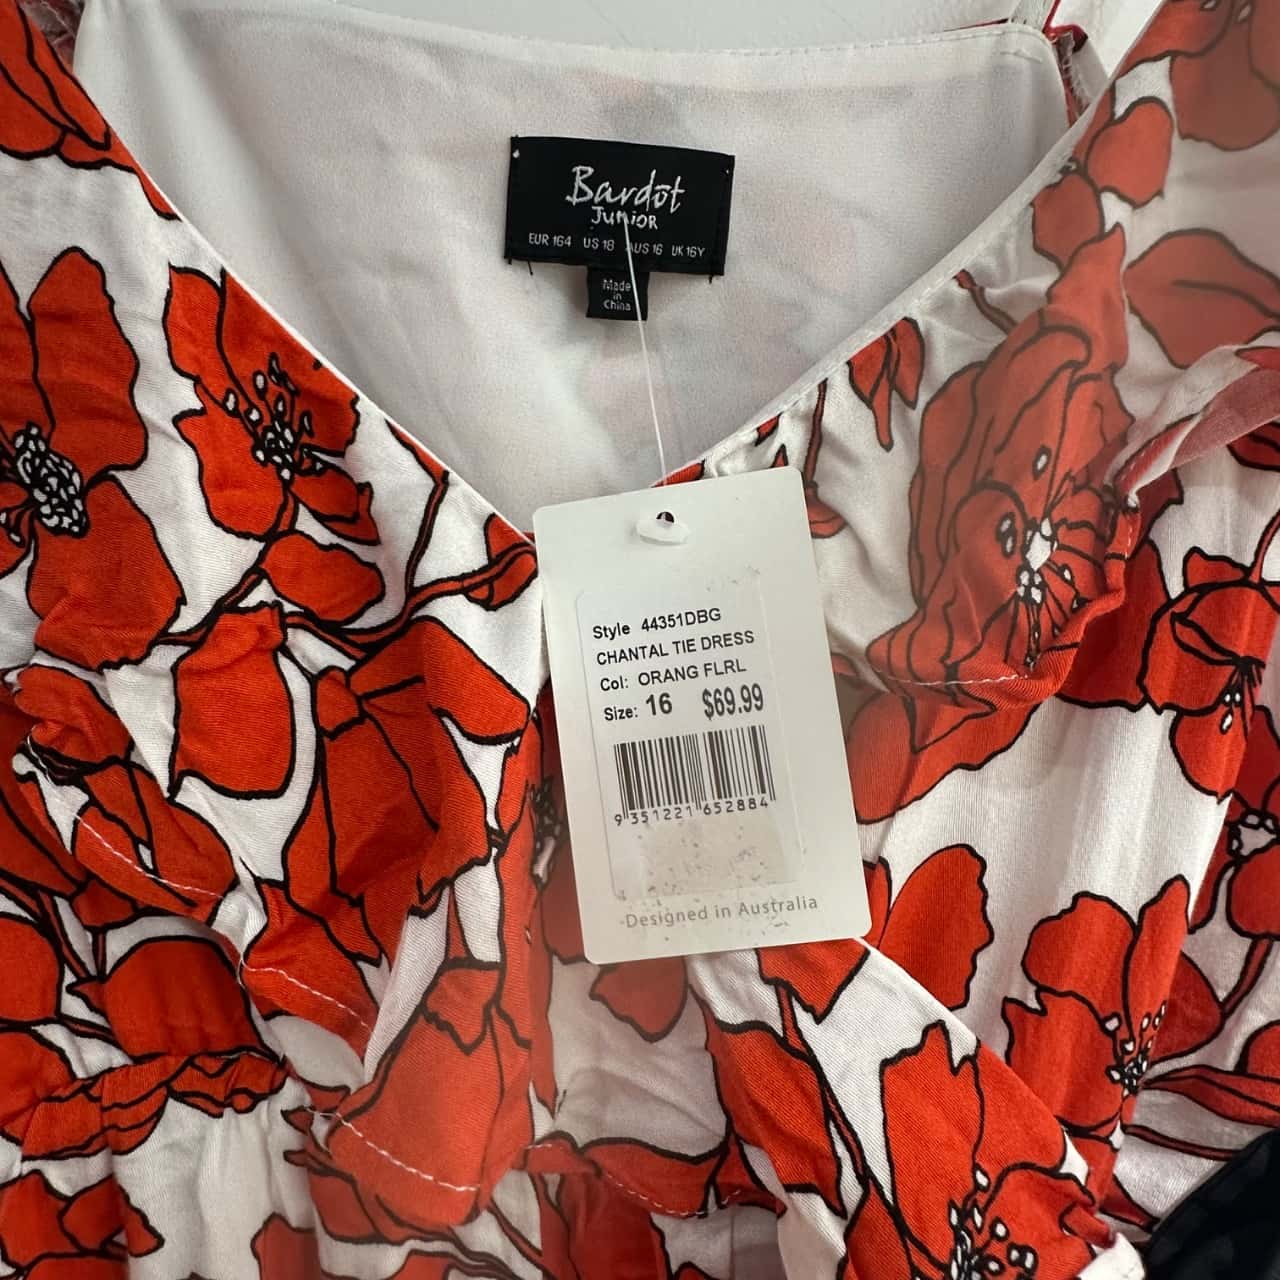 Bardōt
JUNIOR
EUR 164 US 18 AUS 16 UK 16Y
Made
in
China
Style 44351DBG
CHANTAL TIE DRESS
Col: ORANG FLRL
Size: 16 $69.99
9 351221 652884
Designed in Australia